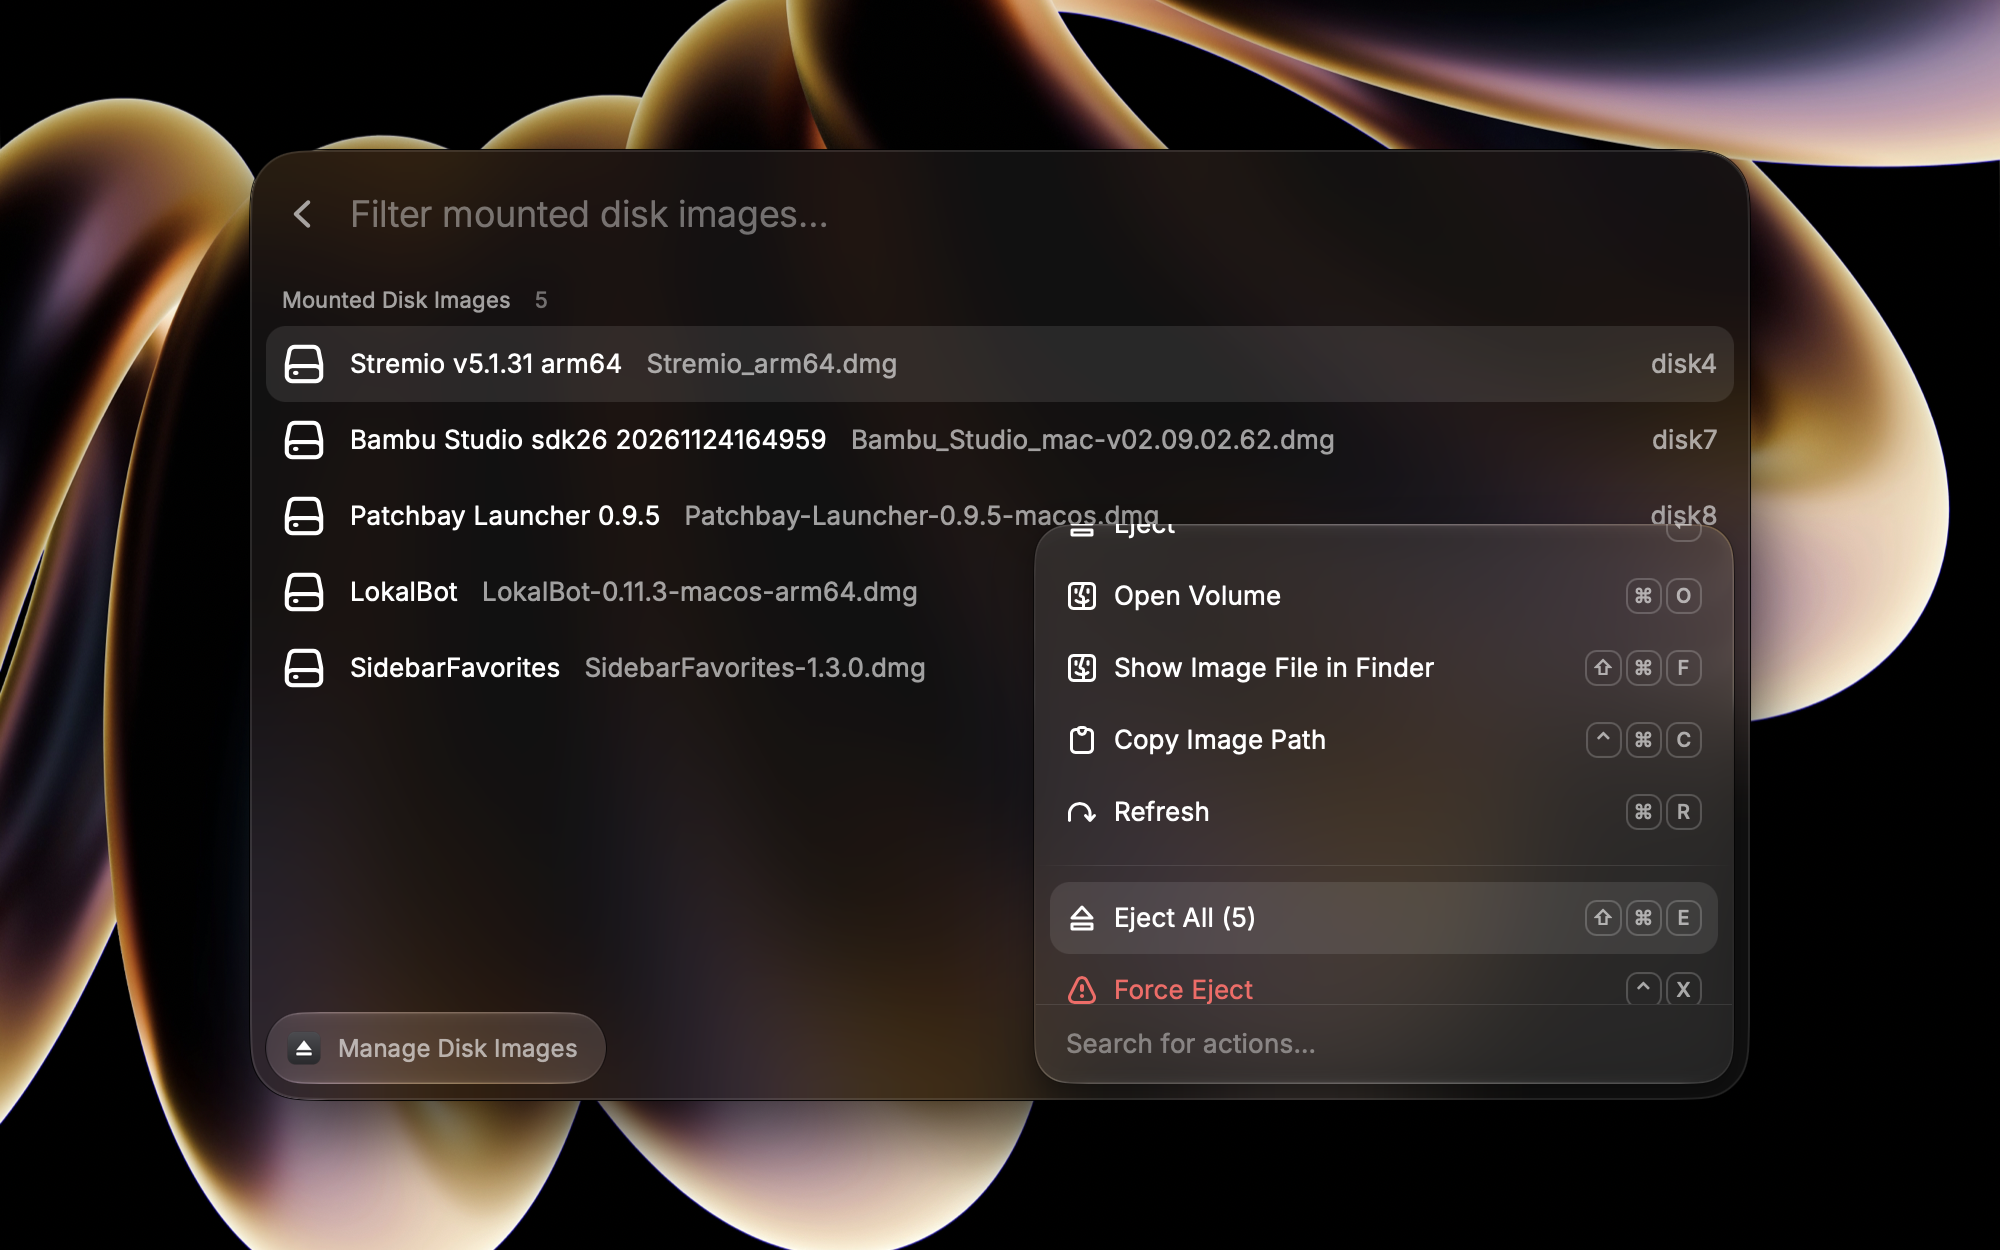 Filter mounted disk images...
Mounted Disk Images 5
Stremio v5.1.31 arm64 Stremio_arm64.dmg disk4
Bambu Studio sdk26 20261124164959 Bambu_Studio_mac-v02.09.02.62.dmg disk7
Patchbay Launcher 0.9.5 Patchbay-Launcher-0.9.5-macos.dmg disk8
LokalBot LokalBot-0.11.3-macos-arm64.dmg
SidebarFavorites SidebarFavorites-1.3.0.dmg
Eject
Open Volume ⌘ O
Show Image File in Finder ⇧ ⌘ F
Copy Image Path ^ ⌘ C
Refresh ⌘ R
Eject All (5) ⇧ ⌘ E
Force Eject ^ X
Search for actions...
Manage Disk Images